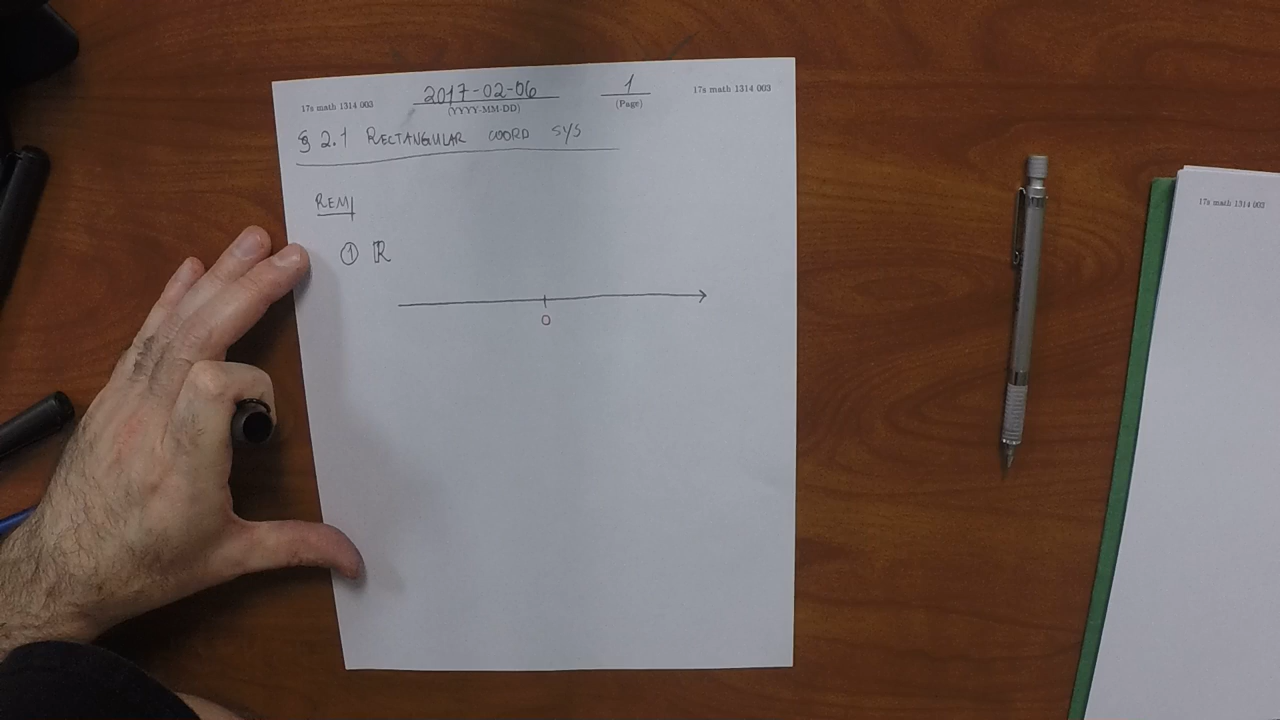 17s math 1314 003 2017-02-06 1 17s math 1314 003
(YYYY-MM-DD) (Page)
§ 2.1 RECTANGULAR COORD SYS
REM
① ℝ
0
17s math 1314 003